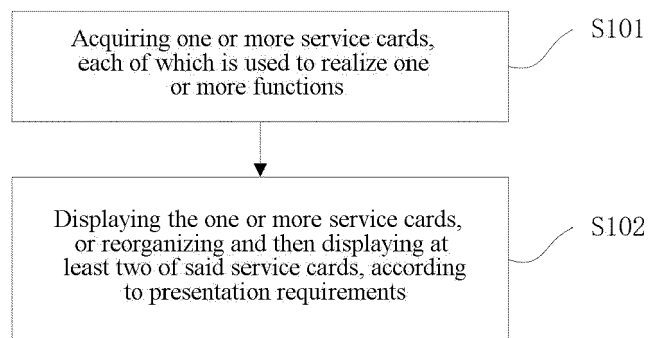 Acquiring one or more service cards,
each of which is used to realize one
or more functions
S101
Displaying the one or more service cards,
or reorganizing and then displaying at
least two of said service cards, according
to presentation requirements
S102